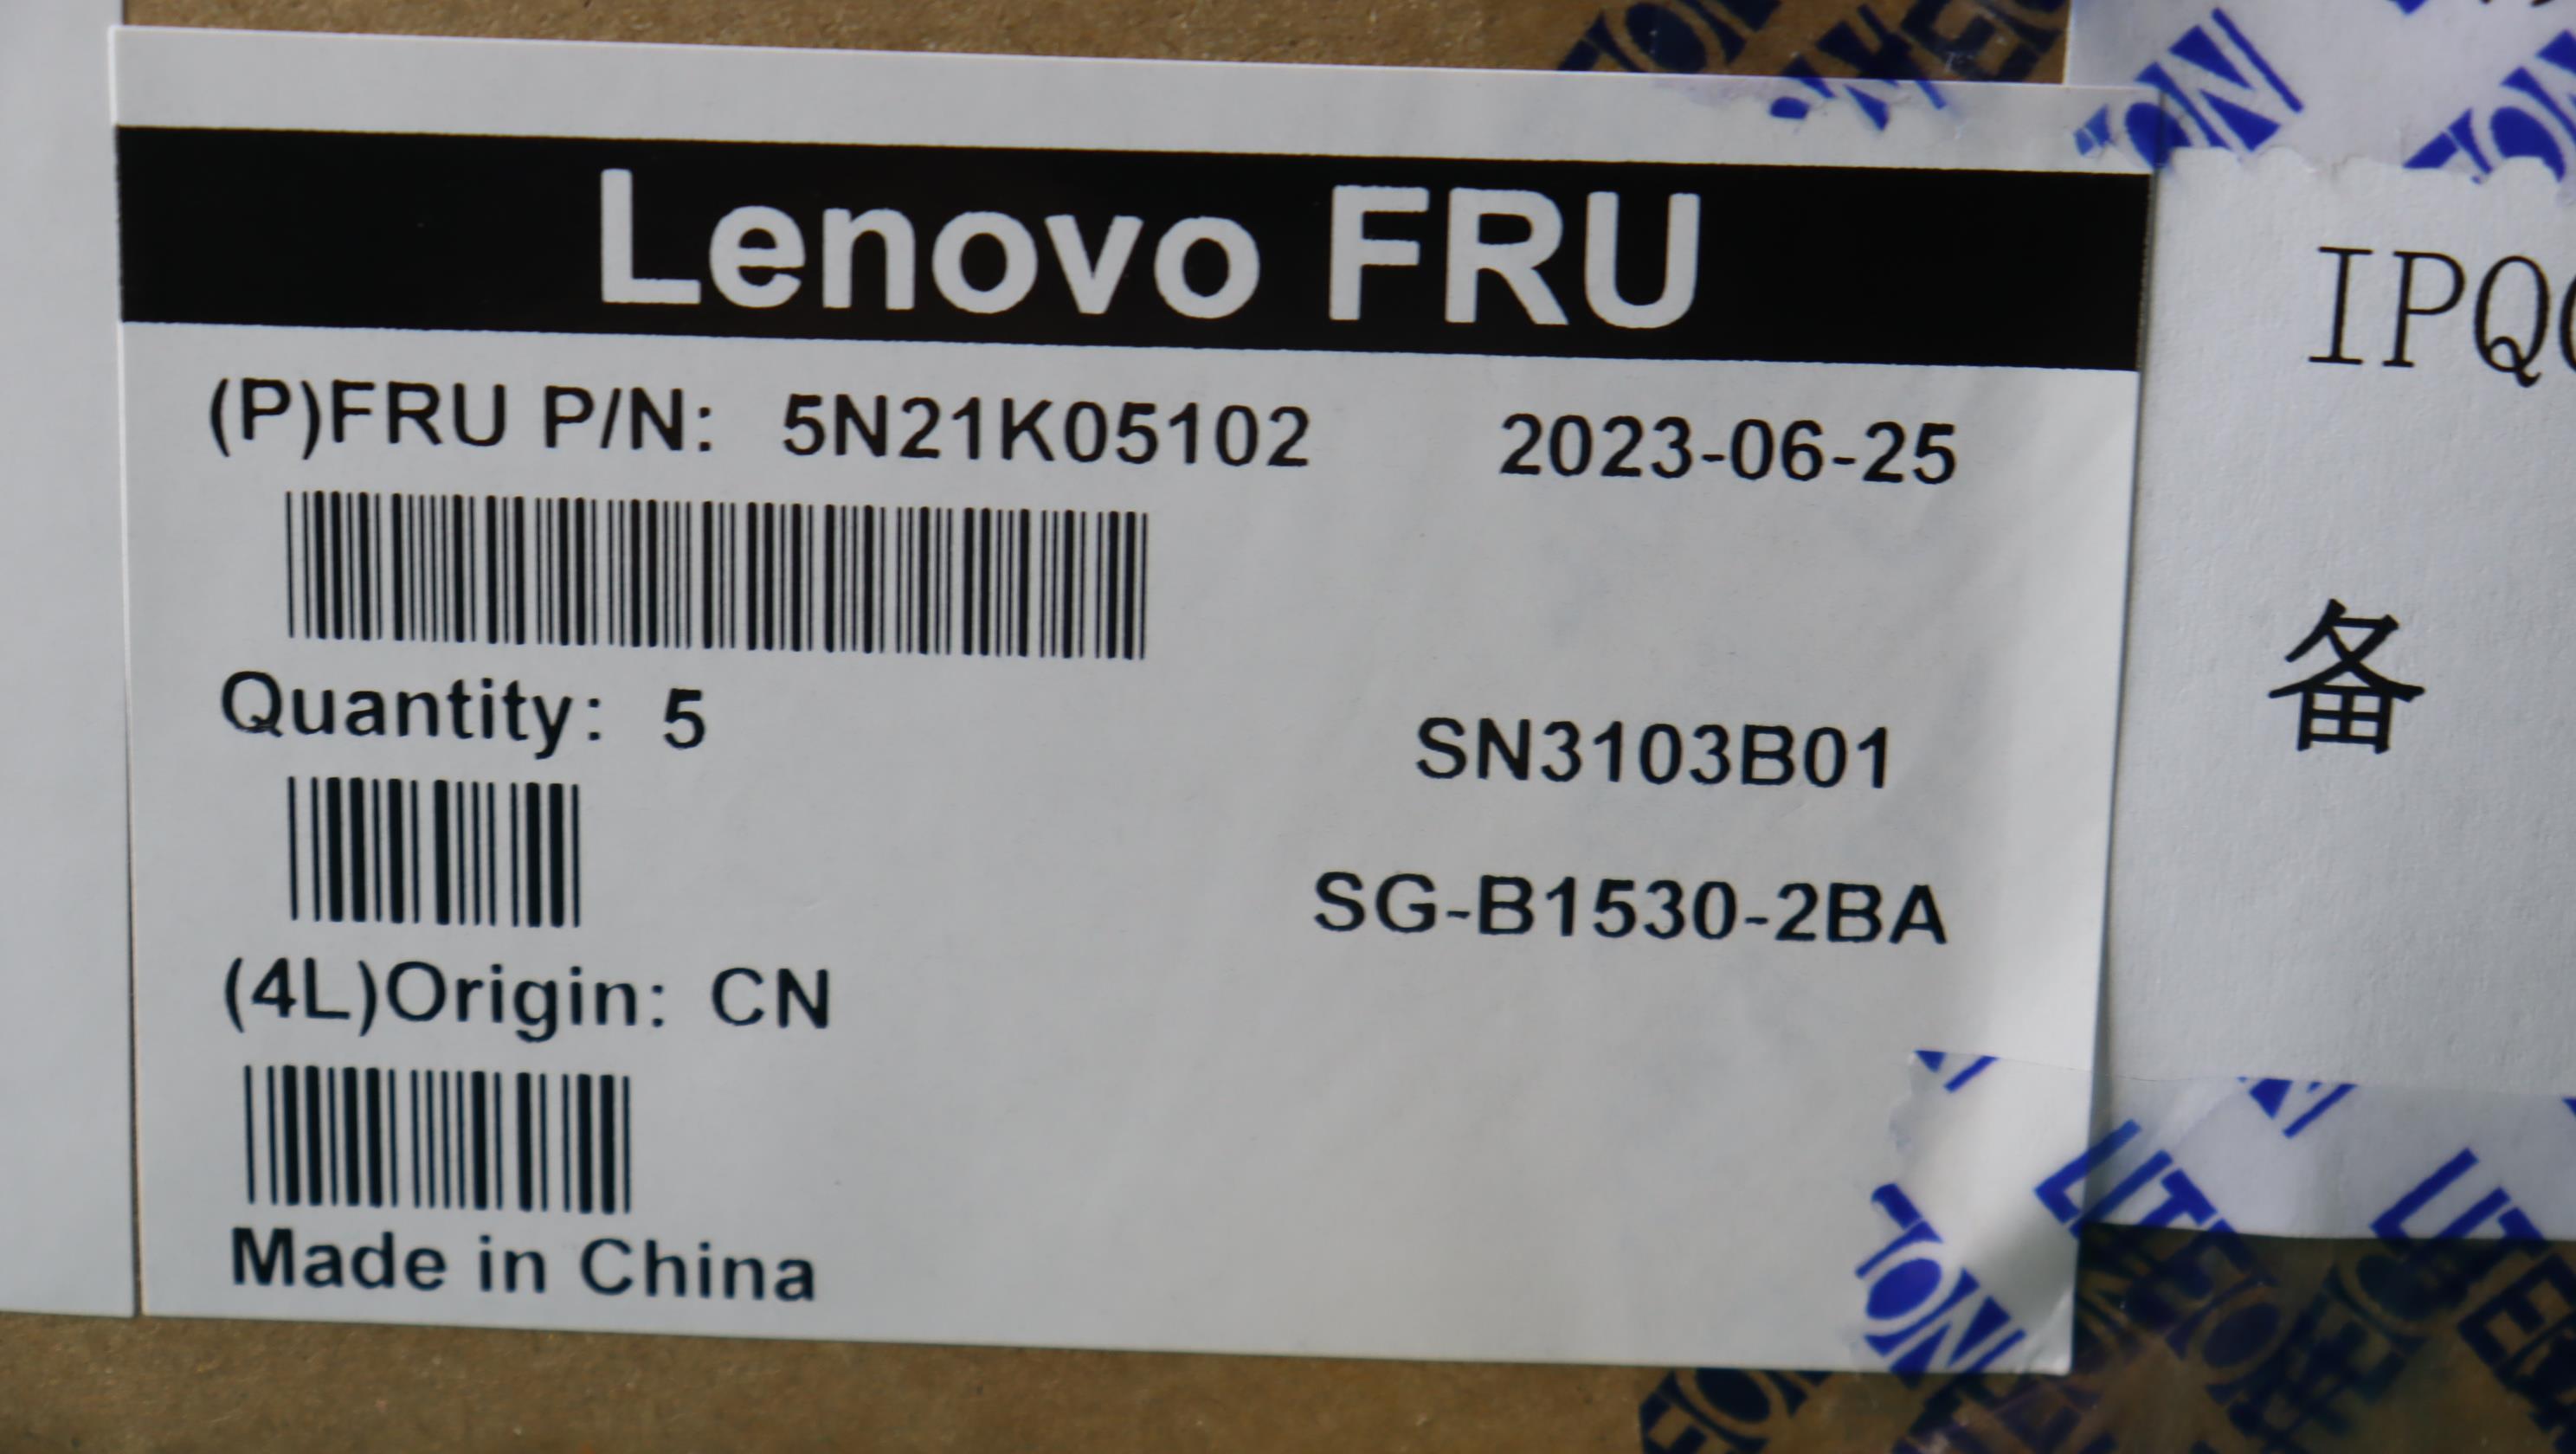 Lenovo FRU
(P)FRU P/N: 5N21K05102 2023-06-25
Quantity: 5
SN3103B01
SG-B1530-2BA
(4L)Origin: CN
Made in China
备
LITEON